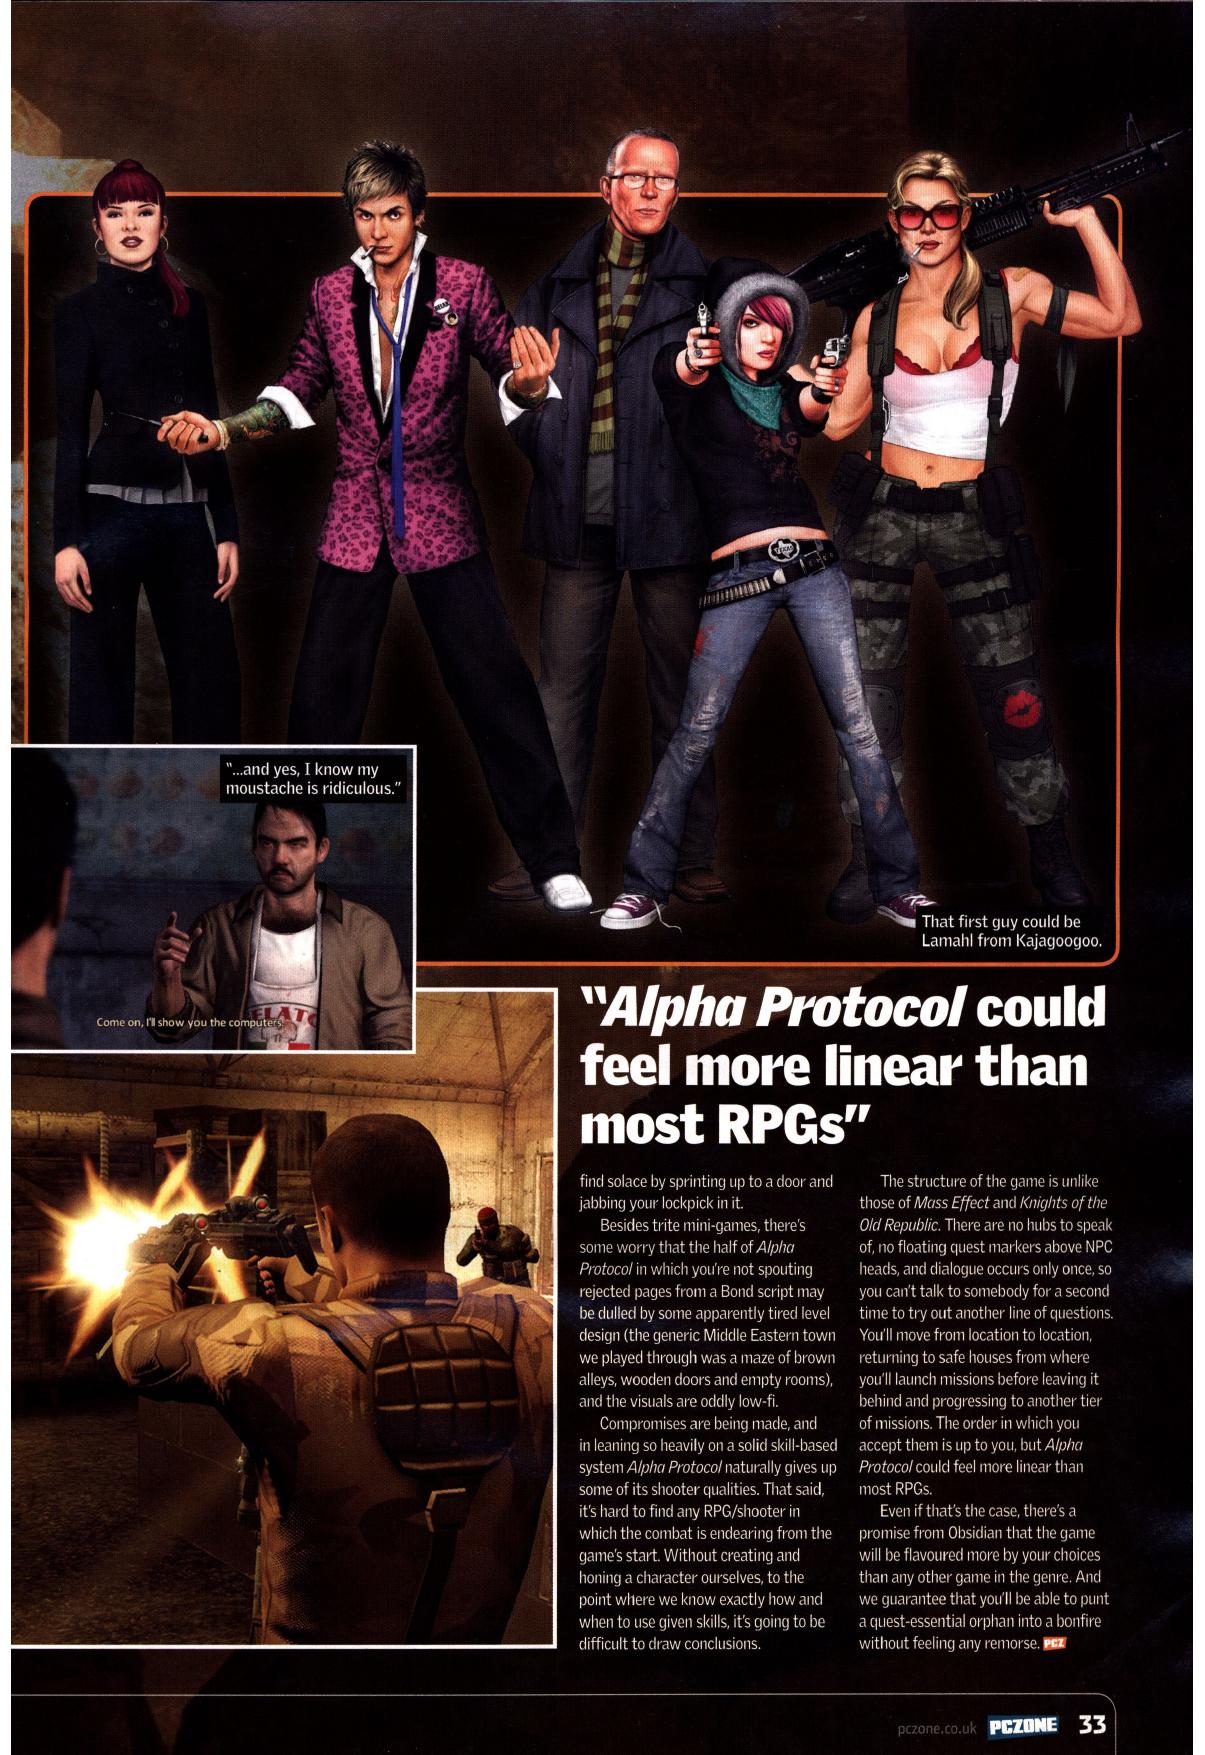 "...and yes, I know my
moustache is ridiculous."
Come on, I'll show you the computers.
TEXAS
That first guy could be
Lamahl from Kajagoogoo.
"Alpha Protocol could
feel more linear than
most RPGs"
find solace by sprinting up to a door and
jabbing your lockpick in it.
Besides trite mini-games, there's
some worry that the half of Alpha
Protocol in which you're not spouting
rejected pages from a Bond script may
be dulled by some apparently tired level
design (the generic Middle Eastern town
we played through was a maze of brown
alleys, wooden doors and empty rooms),
and the visuals are oddly low-fi.
Compromises are being made, and
in leaning so heavily on a solid skill-based
system Alpha Protocol naturally gives up
some of its shooter qualities. That said,
it's hard to find any RPG/shooter in
which the combat is endearing from the
game's start. Without creating and
honing a character ourselves, to the
point where we know exactly how and
when to use given skills, it's going to be
difficult to draw conclusions.
The structure of the game is unlike
those of Mass Effect and Knights of the
Old Republic. There are no hubs to speak
of, no floating quest markers above NPC
heads, and dialogue occurs only once, so
you can't talk to somebody for a second
time to try out another line of questions.
You'll move from location to location,
returning to safe houses from where
you'll launch missions before leaving it
behind and progressing to another tier
of missions. The order in which you
accept them is up to you, but Alpha
Protocol could feel more linear than
most RPGs.
Even if that's the case, there's a
promise from Obsidian that the game
will be flavoured more by your choices
than any other game in the genre. And
we guarantee that you'll be able to punt
a quest-essential orphan into a bonfire
without feeling any remorse. PCZ
pczone.co.uk PCZONE 33